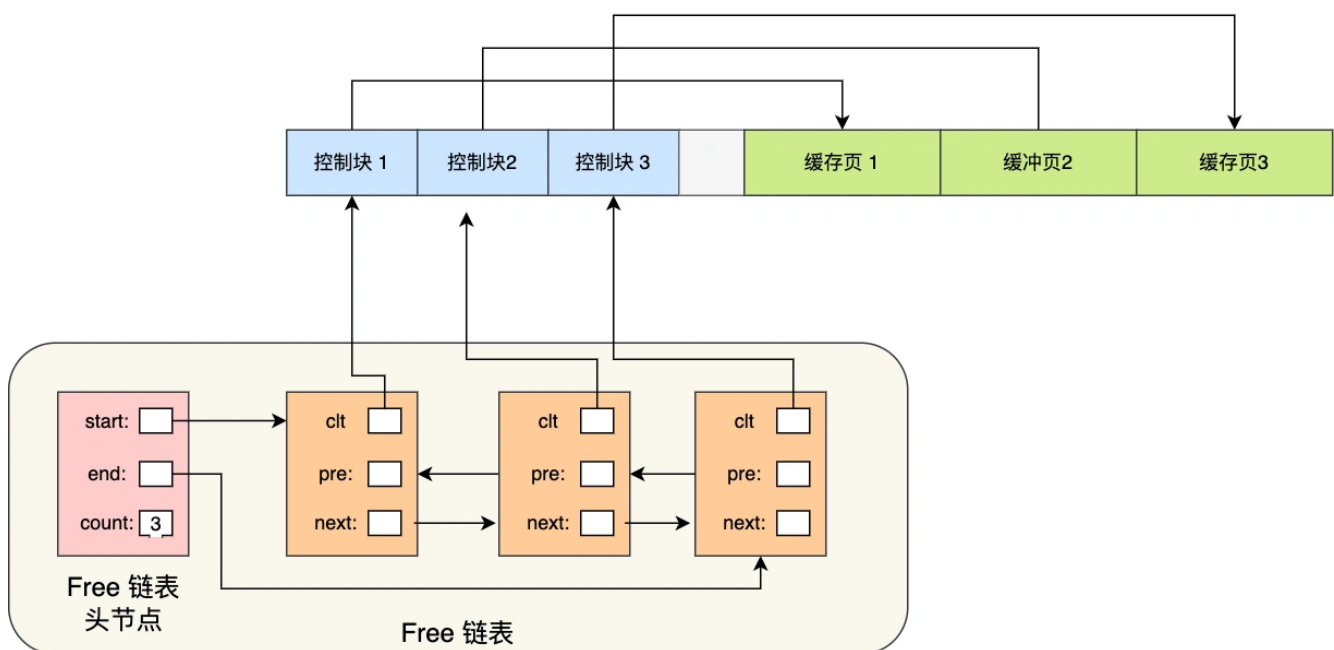 控制块 1
控制块2
控制块 3
缓存页 1
缓冲页2
缓存页3
start:
end:
count: 3
clt
pre:
next:
clt
pre:
next:
clt
pre:
next:
Free 链表
头节点
Free 链表